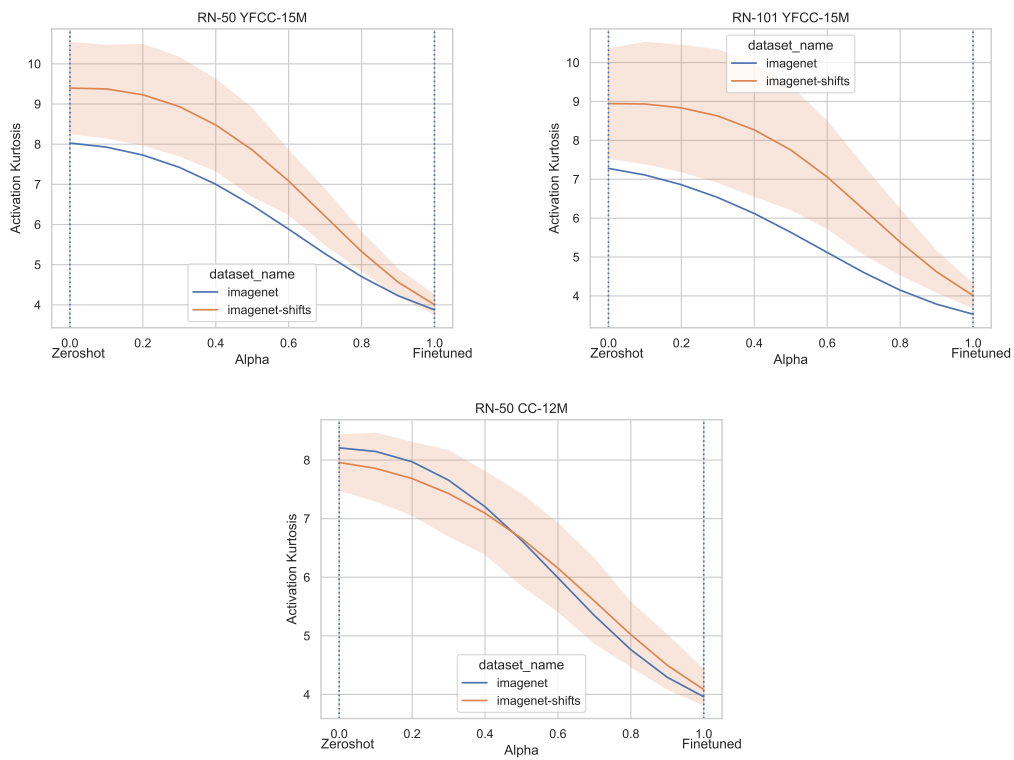 RN-50 YFCC-15M
Activation Kurtosis
10
9
8
7
6
5
4
dataset_name
imagenet
imagenet-shifts
0.0 0.2 0.4 0.6 0.8 1.0
Zeroshot Alpha Finetuned
RN-101 YFCC-15M
Activation Kurtosis
10
9
8
7
6
5
4
dataset_name
imagenet
imagenet-shifts
0.0 0.2 0.4 0.6 0.8 1.0
Zeroshot Alpha Finetuned
RN-50 CC-12M
Activation Kurtosis
8
7
6
5
4
dataset_name
imagenet
imagenet-shifts
0.0 0.2 0.4 0.6 0.8 1.0
Zeroshot Alpha Finetuned